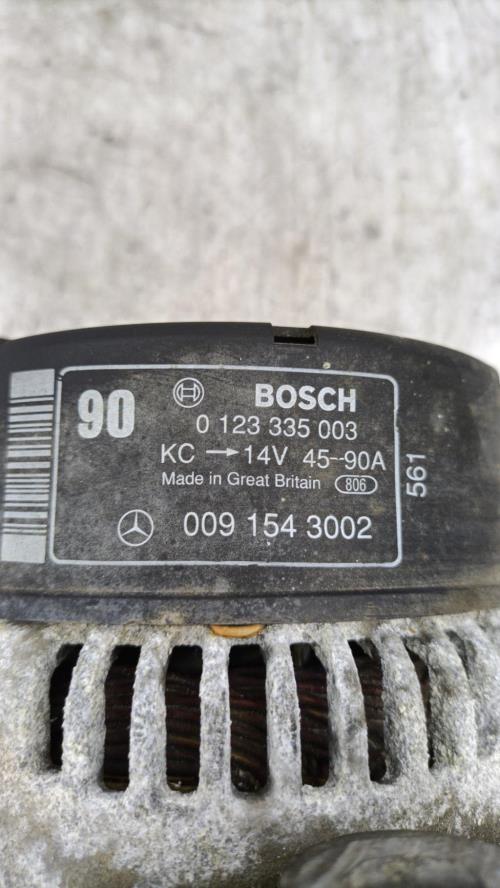 90
BOSCH
0 123 335 003
KC → 14V 45--90A
Made in Great Britain 806
009 154 3002
561